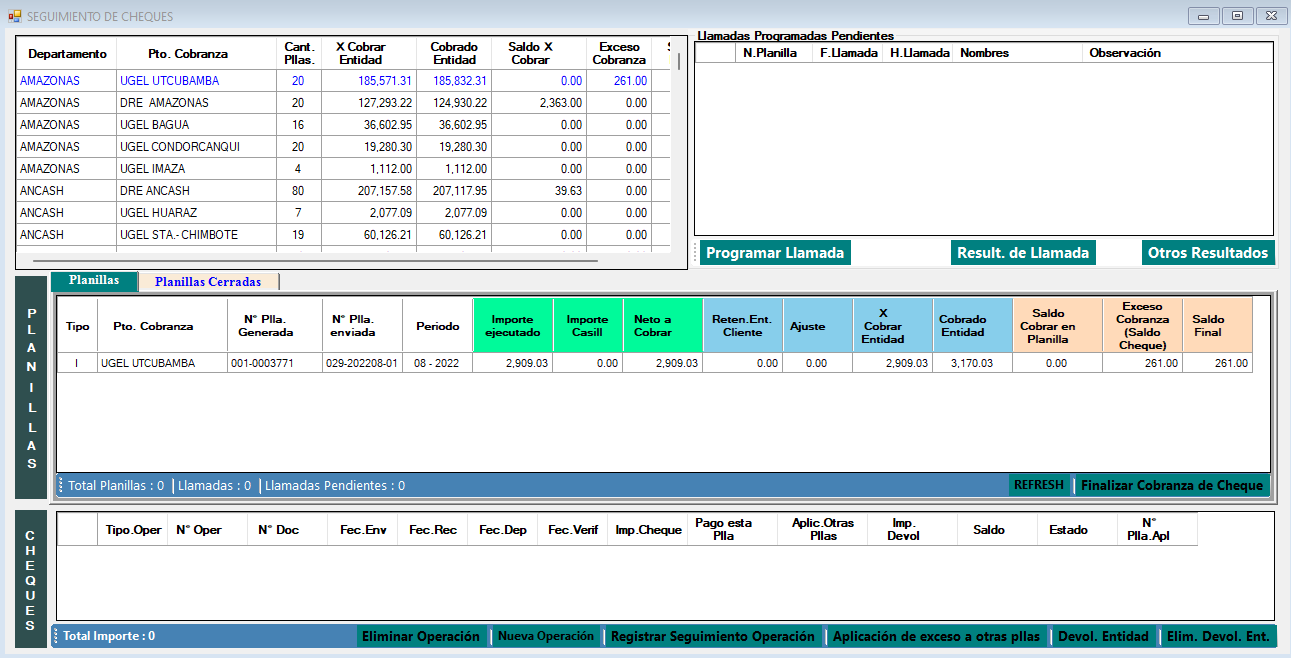 SEGUIMIENTO DE CHEQUES
Departamento Pto. Cobranza Cant. Pllas. X Cobrar Entidad Cobrado Entidad Saldo X Cobrar Exceso Cobranza
AMAZONAS UGEL UTCUBAMBA 20 185,571.31 185,832.31 0.00 261.00
AMAZONAS DRE AMAZONAS 20 127,293.22 124,930.22 2,363.00 0.00
AMAZONAS UGEL BAGUA 16 36,602.95 36,602.95 0.00 0.00
AMAZONAS UGEL CONDORCANQUI 20 19,280.30 19,280.30 0.00 0.00
AMAZONAS UGEL IMAZA 4 1,112.00 1,112.00 0.00 0.00
ANCASH DRE ANCASH 80 207,157.58 207,117.95 39.63 0.00
ANCASH UGEL HUARAZ 7 2,077.09 2,077.09 0.00 0.00
ANCASH UGEL STA.- CHIMBOTE 19 60,126.21 60,126.21 0.00 0.00
Llamadas Programadas Pendientes
N.Planilla F.Llamada H.Llamada Nombres Observación
Programar Llamada Result. de Llamada Otros Resultados
PLANILLAS
Planillas Planillas Cerradas
Tipo Pto. Cobranza N° Plla. Generada N° Plla. enviada Periodo Importe ejecutado Importe Casill Neto a Cobrar Reten.Ent. Cliente Ajuste X Cobrar Entidad Cobrado Entidad Saldo Cobrar en Planilla Exceso Cobranza (Saldo Cheque) Saldo Final
I UGEL UTCUBAMBA 001-0003771 029-202208-01 08 - 2022 2,909.03 0.00 2,909.03 0.00 0.00 2,909.03 3,170.03 0.00 261.00 261.00
Total Planillas : 0 Llamadas : 0 Llamadas Pendientes : 0 REFRESH Finalizar Cobranza de Cheque
CHEQUES
Tipo.Oper N° Oper N° Doc Fec.Env Fec.Rec Fec.Dep Fec.Verif Imp.Cheque Pago esta Plla Aplic.Otras Pllas Imp. Devol Saldo Estado N° Plla.Apl
Total Importe : 0 Eliminar Operación Nueva Operación Registrar Seguimiento Operación Aplicación de exceso a otras pllas Devol. Entidad Elim. Devol. Ent.